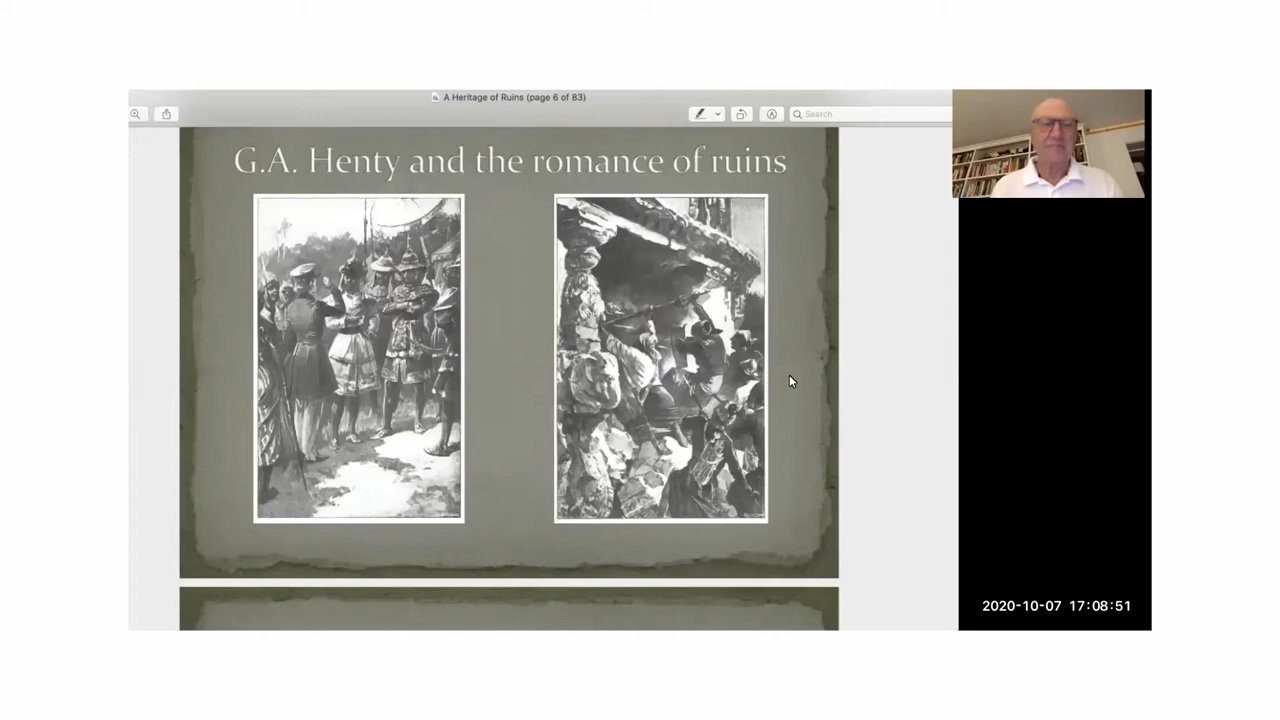 A Heritage of Ruins (page 6 of 83)
Search
G.A. Henty and the romance of ruins
2020-10-07 17:08:51